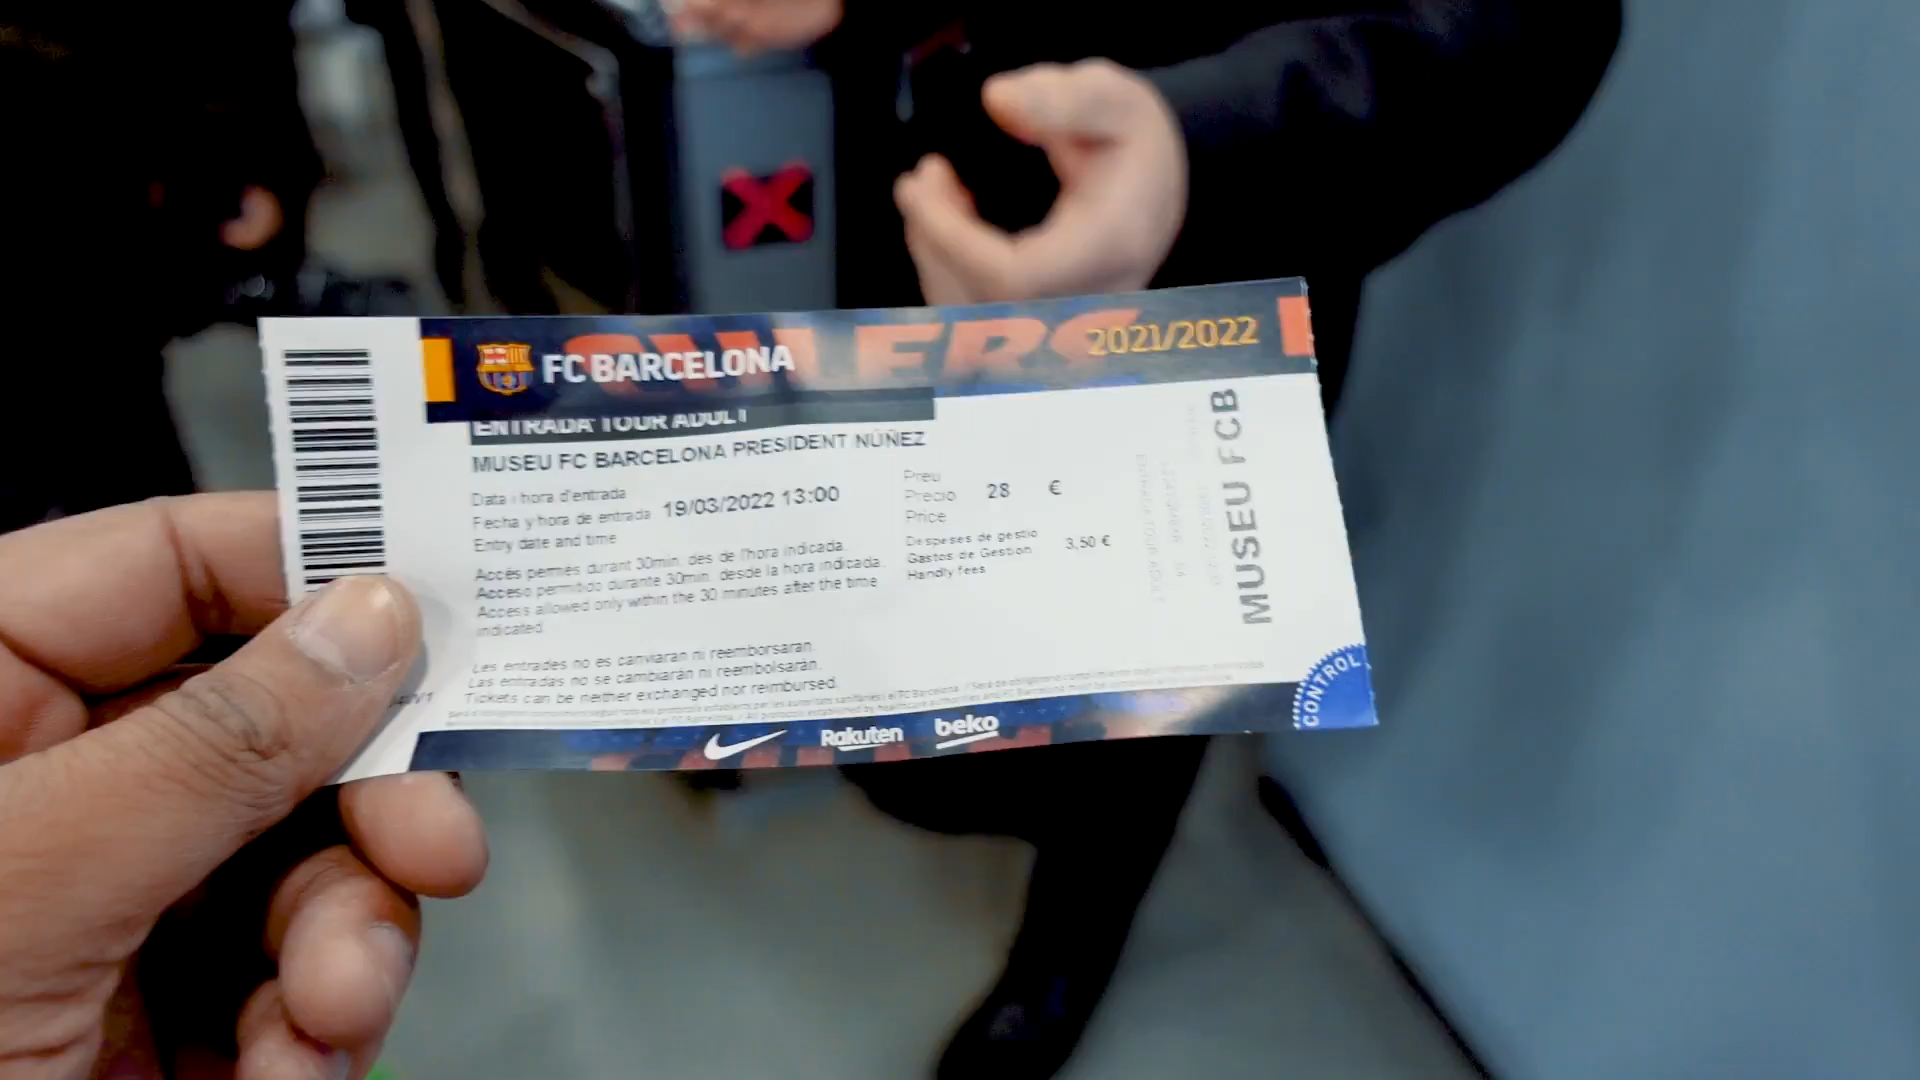 CULERS
FC BARCELONA
2021/2022
ENTRADA TOUR ADULT
MUSEU FC BARCELONA PRESIDENT NÚÑEZ
Data i hora d'entrada
Fecha y hora de entrada 19/03/2022 13:00
Entry date and time
Preu
Precio 28 €
Price
Despeses de gestio
Gastos de Gestion 3,50 €
Handly fees
Accés permès durant 30min. des de l'hora indicada.
Acceso permitido durante 30min. desde la hora indicada.
Access allowed only within the 30 minutes after the time
indicated
Les entrades no es canviaran ni reemborsaran.
Las entradas no se cambiarán ni reembolsarán.
Tickets can be neither exchanged nor reimbursed.
MUSEU FCB
CONTROL
Rakuten
beko